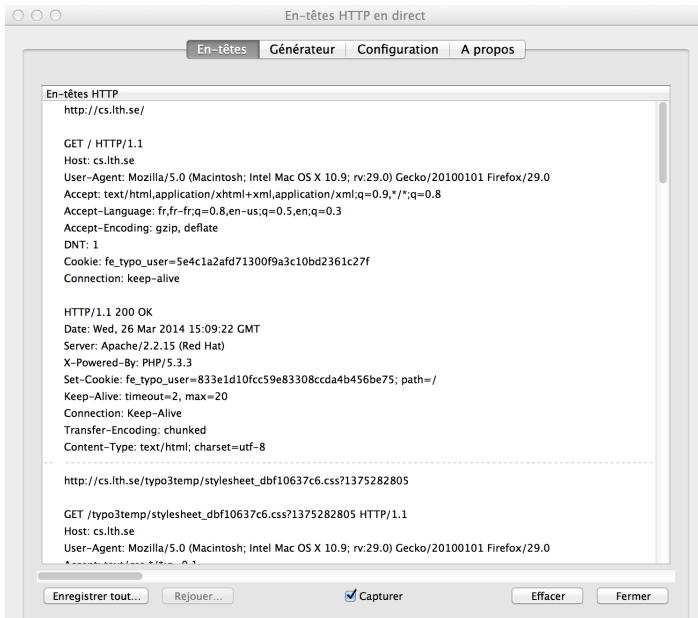 En-têtes HTTP en direct
En-têtes Générateur Configuration A propos
En-têtes HTTP
http://cs.lth.se/
GET / HTTP/1.1
Host: cs.lth.se
User-Agent: Mozilla/5.0 (Macintosh; Intel Mac OS X 10.9; rv:29.0) Gecko/20100101 Firefox/29.0
Accept: text/html,application/xhtml+xml,application/xml;q=0.9,*/*;q=0.8
Accept-Language: fr,fr-fr;q=0.8,en-us;q=0.5,en;q=0.3
Accept-Encoding: gzip, deflate
DNT: 1
Cookie: fe_typo_user=5e4c1a2afd71300f9a3c10bd2361c27f
Connection: keep-alive
HTTP/1.1 200 OK
Date: Wed, 26 Mar 2014 15:09:22 GMT
Server: Apache/2.2.15 (Red Hat)
X-Powered-By: PHP/5.3.3
Set-Cookie: fe_typo_user=833e1d10fcc59e83308ccda4b456be75; path=/
Keep-Alive: timeout=2, max=20
Connection: Keep-Alive
Transfer-Encoding: chunked
Content-Type: text/html; charset=utf-8
http://cs.lth.se/typo3temp/stylesheet_dbf10637c6.css?1375282805
GET /typo3temp/stylesheet_dbf10637c6.css?1375282805 HTTP/1.1
Host: cs.lth.se
User-Agent: Mozilla/5.0 (Macintosh; Intel Mac OS X 10.9; rv:29.0) Gecko/20100101 Firefox/29.0
Enregistrer tout... Rejouer... Capturer Effacer Fermer